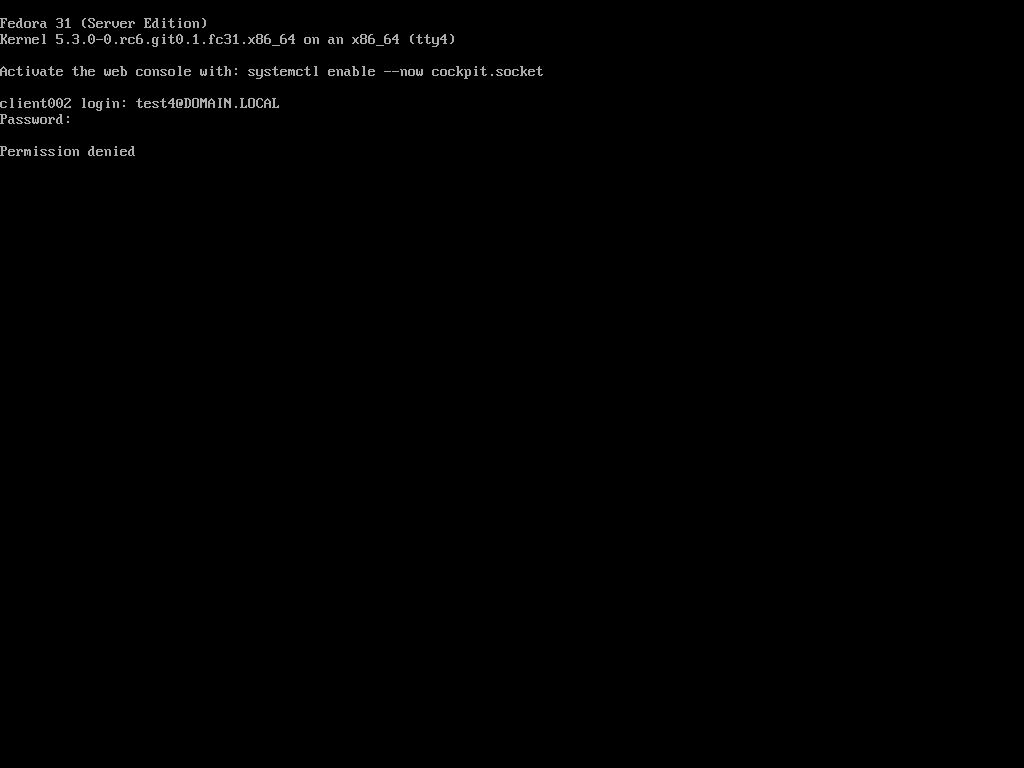 Fedora 31 (Server Edition)
Kernel 5.3.0-0.rc6.git0.1.fc31.x86_64 on an x86_64 (tty4)
Activate the web console with: systemctl enable --now cockpit.socket
client002 login: test4@DOMAIN.LOCAL
Password:
Permission denied